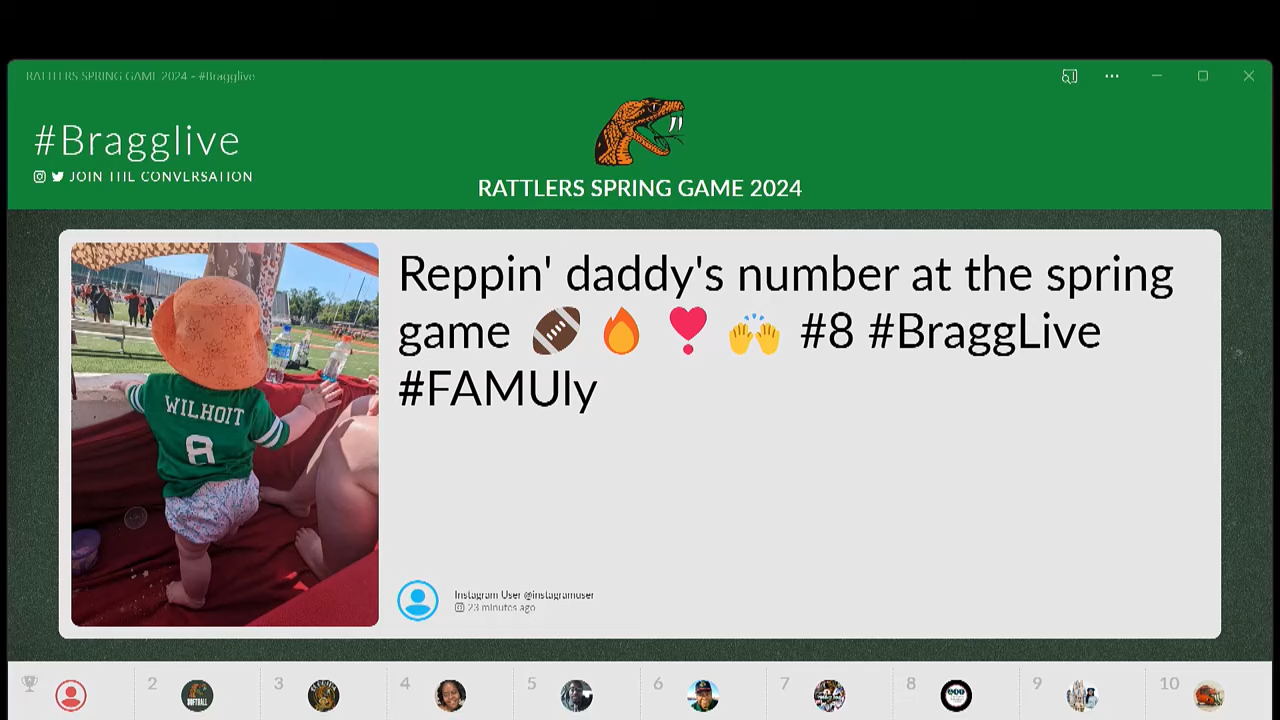 RATTLERS SPRING GAME 2024 - #Bragglive
#Bragglive
JOIN THE CONVERSATION
RATTLERS SPRING GAME 2024
Reppin' daddy's number at the spring
game 🏈 🔥 ❣️ 🙌 #8 #BraggLive
#FAMUly
WILHOIT
8
Instagram User @instagramuser
23 minutes ago
2
3
4
5
6
7
8
9
10
SOFTBALL